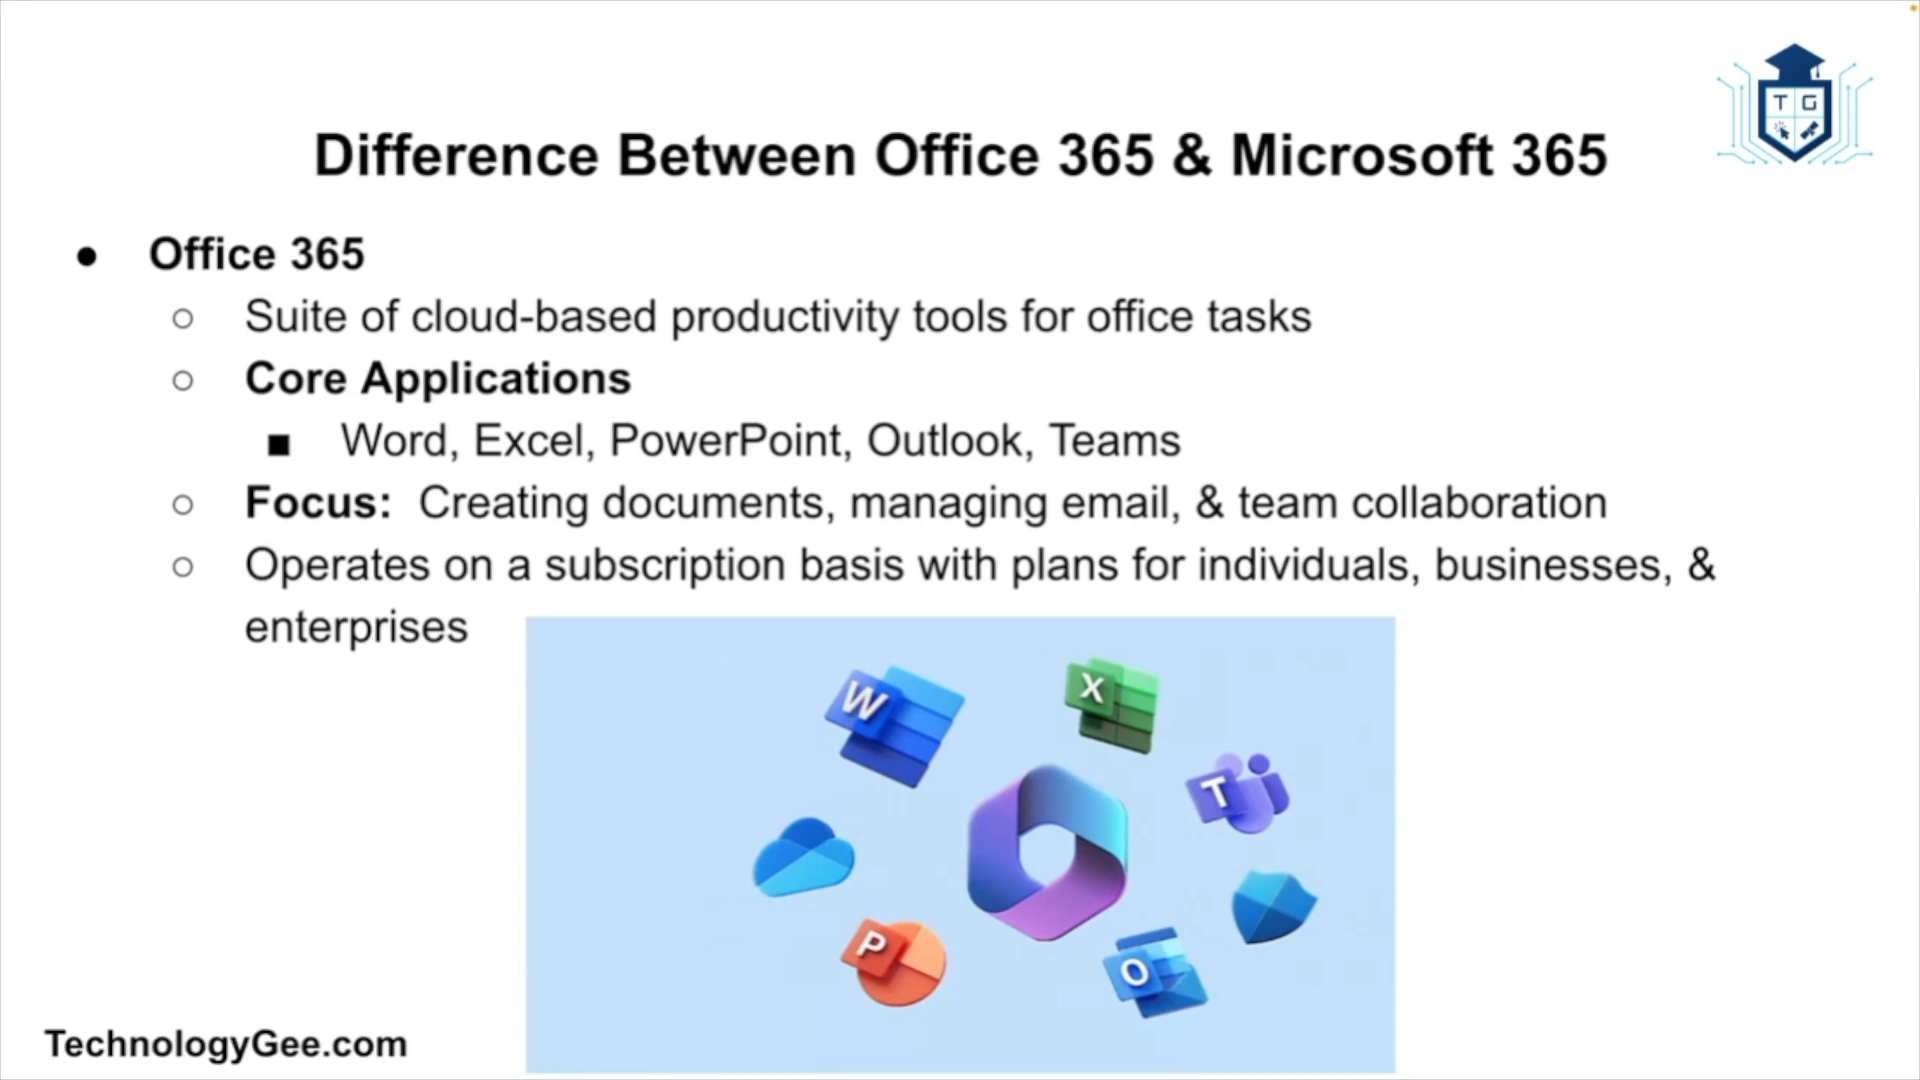 T G
Difference Between Office 365 & Microsoft 365
● Office 365
○ Suite of cloud-based productivity tools for office tasks
○ Core Applications
■ Word, Excel, PowerPoint, Outlook, Teams
○ Focus: Creating documents, managing email, & team collaboration
○ Operates on a subscription basis with plans for individuals, businesses, &
enterprises
W
X
T
P
O
TechnologyGee.com